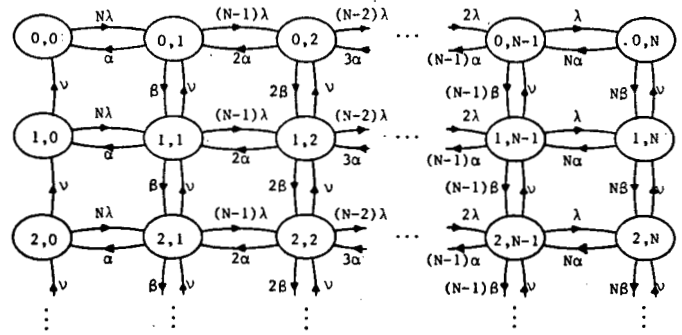 Nλ (N-1)λ (N-2)λ 2λ λ
0,0 0,1 0,2 ... 0,N-1 .0,N
α 2α 3α (N-1)α Nα
ν β ν 2β ν (N-1)β ν Nβ ν
Nλ (N-1)λ (N-2)λ 2λ λ
1,0 1,1 1,2 ... 1,N-1 1,N
α 2α 3α (N-1)α Nα
ν β ν 2β ν (N-1)β ν Nβ ν
Nλ (N-1)λ (N-2)λ 2λ λ
2,0 2,1 2,2 ... 2,N-1 2,N
α 2α 3α (N-1)α Nα
ν β ν 2β ν (N-1)β ν Nβ ν
⋮ ⋮ ⋮ ⋮ ⋮